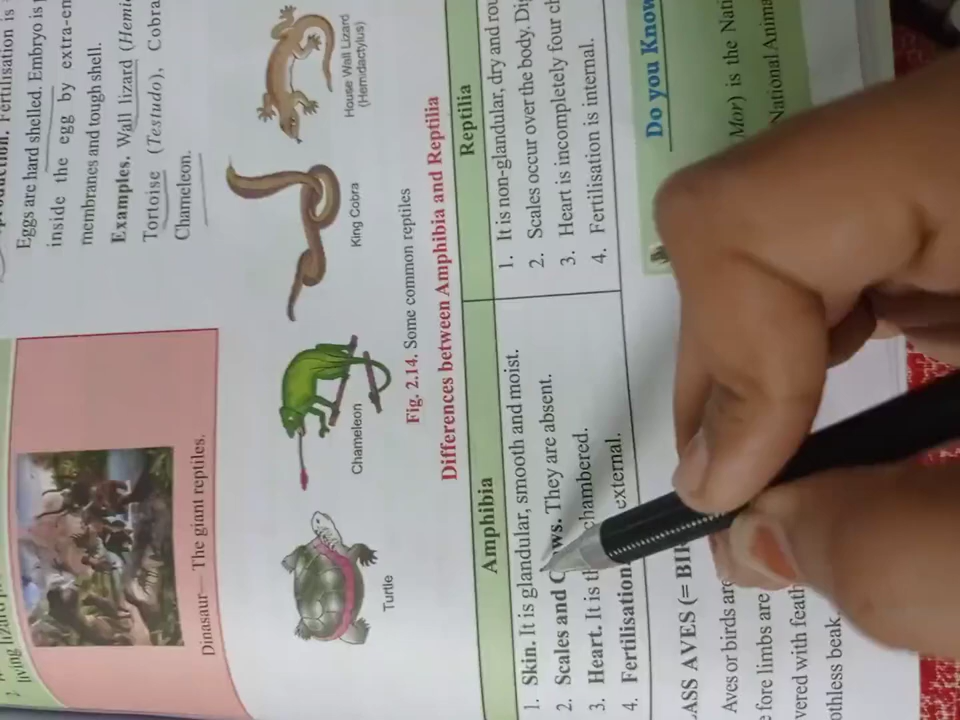 Fertilisation is
Eggs are hard shelled. Embryo is
inside the egg by extra-em
membranes and tough shell.
Examples. Wall lizard (Hemi
Tortoise (Testudo), Cobra
Chameleon.
living
Dinasaur— The giant reptiles.
Turtle
Chameleon
King Cobra
House Wall Lizard
(Hemidactylus)
Fig. 2.14. Some common reptiles
Differences between Amphibia and Reptilia
Amphibia
Reptilia
1. Skin. It is glandular, smooth and moist.
2. Scales and C ws. They are absent.
3. Heart. It is th chambered.
4. Fertilisation external.
1. It is non-glandular, dry and rou
2. Scales occur over the body. Di
3. Heart is incompletely four ch
4. Fertilisation is internal.
Do you Know
Mor) is the Nati
National Anima
ASS AVES (= BIR
Aves or birds are
fore limbs are
vered with feath
othless beak.